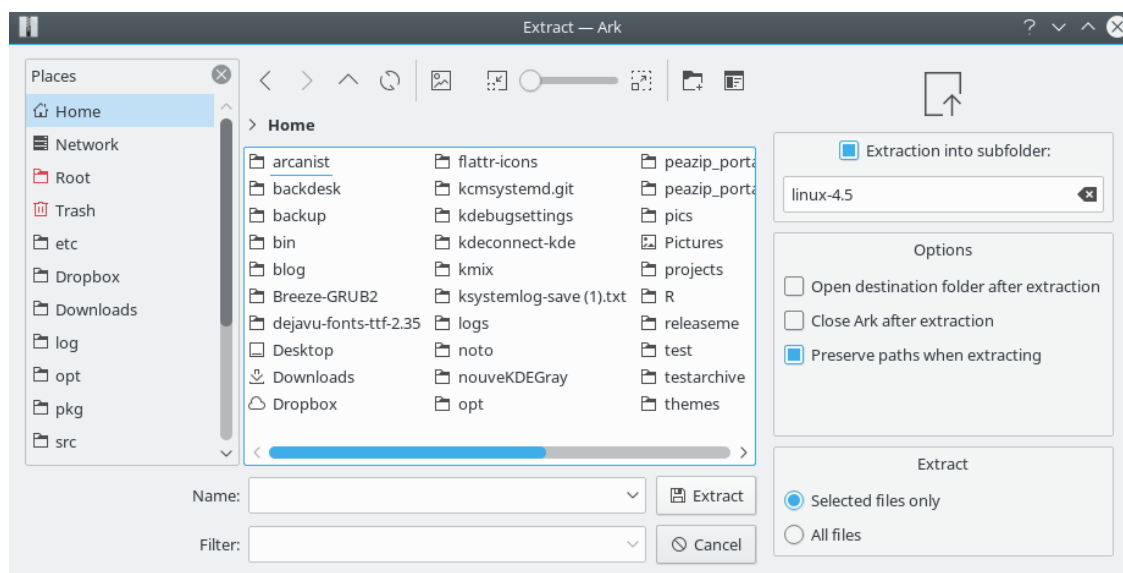 Extract — Ark
Places
Home
Network
Root
Trash
etc
Dropbox
Downloads
log
opt
pkg
src
> Home
arcanist
backdesk
backup
bin
blog
Breeze-GRUB2
dejavu-fonts-ttf-2.35
Desktop
Downloads
Dropbox
flattr-icons
kcmsystemd.git
kdebugsettings
kdeconnect-kde
kmix
ksystemlog-save (1).txt
logs
noto
nouveKDEGray
opt
peazip_porta
peazip_porta
pics
Pictures
projects
R
releaseme
test
testarchive
themes
Name:
Extract
Filter:
Cancel
Extraction into subfolder:
linux-4.5
Options
Open destination folder after extraction
Close Ark after extraction
Preserve paths when extracting
Extract
Selected files only
All files